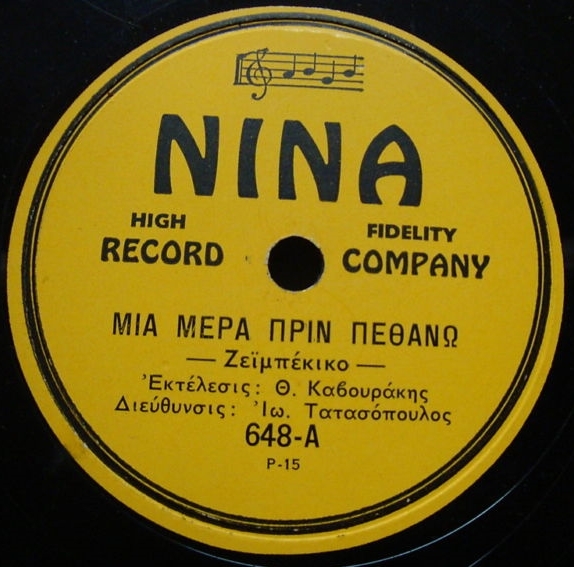 NINA
HIGH FIDELITY
RECORD COMPANY
ΜΙΑ ΜΕΡΑ ΠΡΙΝ ΠΕΘΑΝΩ
— Ζεϊμπέκικο —
Ἐκτέλεσις: Θ. Καβουράκης
Διεύθυνσις: Ἰω. Τατασόπουλος
648-A
P-15